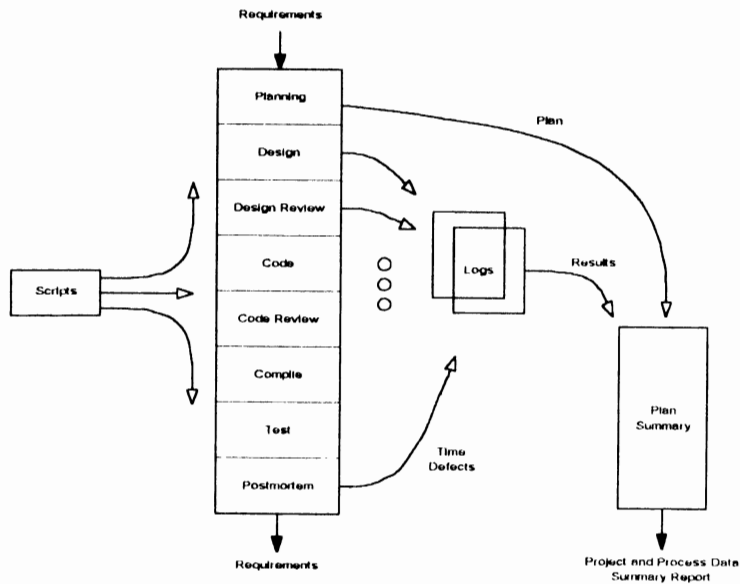 Requirements
Planning
Plan
Design
Design Review
Code
Logs
Results
Scripts
Code Review
Compile
Plan
Summary
Test
Time
Defects
Postmortem
Requirements
Project and Process Data
Summary Report